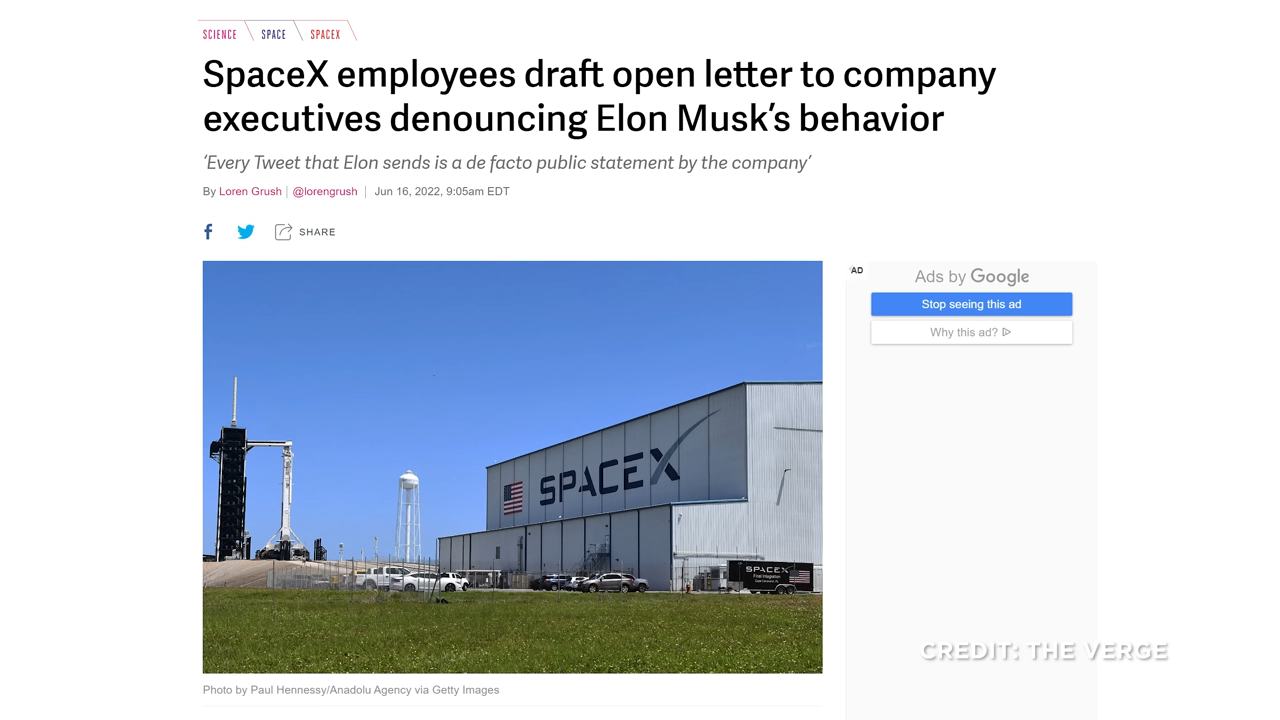 SCIENCE SPACE SPACEX
SpaceX employees draft open letter to company
executives denouncing Elon Musk’s behavior
‘Every Tweet that Elon sends is a de facto public statement by the company’
By Loren Grush | @lorengrush | Jun 16, 2022, 9:05am EDT
SHARE
AD
Ads by Google
Stop seeing this ad
Why this ad?
SPACEX
SPACEX
Final Integration
CREDIT: THE VERGE
Photo by Paul Hennessy/Anadolu Agency via Getty Images